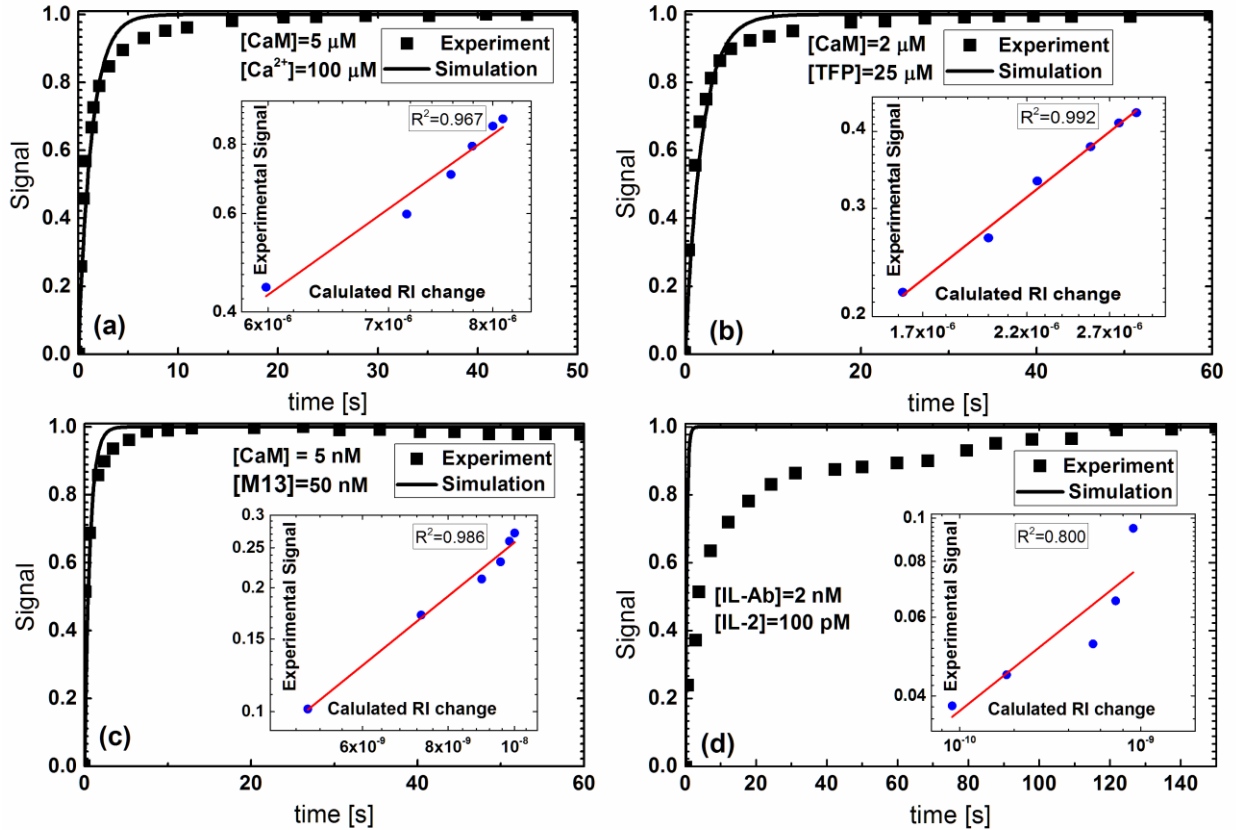 1.0
0.8
0.6
0.4
0.2
0.0
Signal
[CaM]=5 μM
[Ca2+]=100 μM
Experiment
Simulation
R2=0.967
0.8
0.6
0.4
Experimental Signal
Calulated RI change
6x10-6
7x10-6
8x10-6
(a)
0
10
20
30
40
50
time [s]
1.0
0.8
0.6
0.4
0.2
0.0
Signal
[CaM]=2 μM
[TFP]=25 μM
Experiment
Simulation
R2=0.992
0.4
0.3
0.2
Experimental Signal
Calulated RI change
1.7x10-6
2.2x10-6
2.7x10-6
(b)
0
20
40
60
time [s]
1.0
0.8
0.6
0.4
0.2
0.0
Signal
[CaM] = 5 nM
[M13]=50 nM
Experiment
Simulation
R2=0.986
0.3
0.25
0.2
0.15
0.1
Experimental Signal
Calulated RI change
6x10-9
8x10-9
10-8
(c)
0
20
40
60
time [s]
1.0
0.8
0.6
0.4
0.2
0.0
Signal
Experiment
Simulation
[IL-Ab]=2 nM
[IL-2]=100 pM
R2=0.800
0.1
0.08
0.06
0.04
Experimental Signal
Calulated RI change
10-10
10-9
(d)
0
20
40
60
80
100
120
140
time [s]